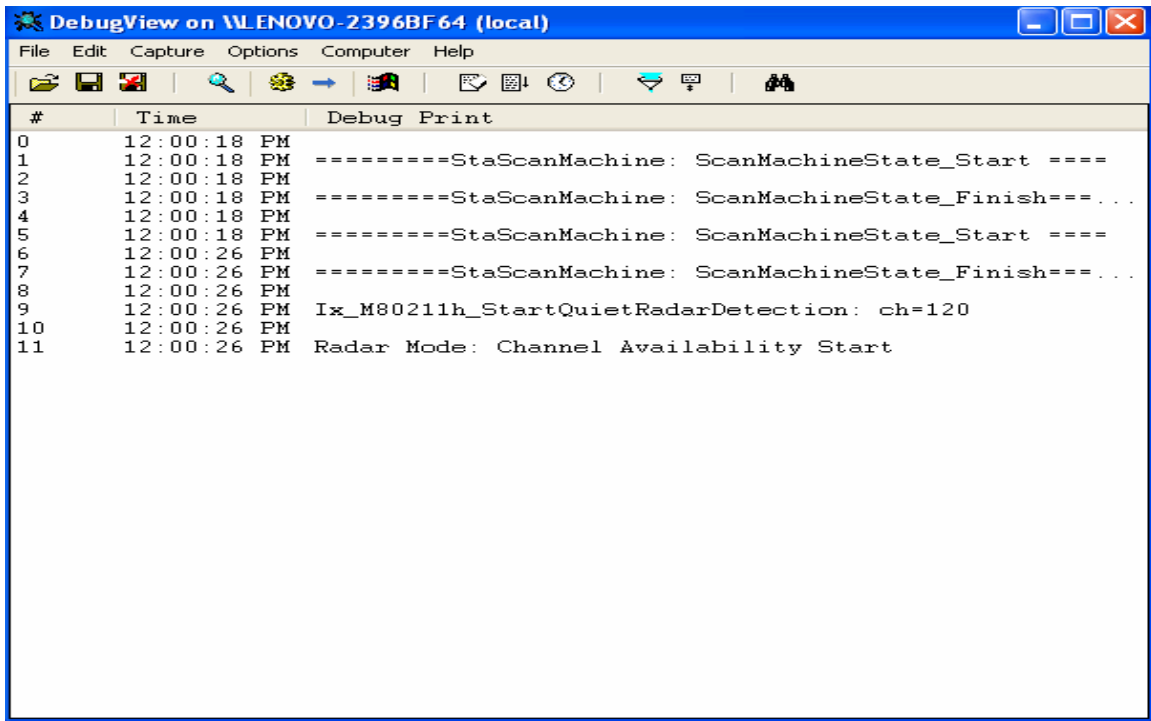 DebugView on \\LENOVO-2396BF64 (local)
File Edit Capture Options Computer Help
# Time Debug Print
0 12:00:18 PM
1 12:00:18 PM =========StaScanMachine: ScanMachineState_Start ====
2 12:00:18 PM
3 12:00:18 PM =========StaScanMachine: ScanMachineState_Finish===...
4 12:00:18 PM
5 12:00:18 PM =========StaScanMachine: ScanMachineState_Start ====
6 12:00:26 PM
7 12:00:26 PM =========StaScanMachine: ScanMachineState_Finish===...
8 12:00:26 PM
9 12:00:26 PM Ix_M80211h_StartQuietRadarDetection: ch=120
10 12:00:26 PM
11 12:00:26 PM Radar Mode: Channel Availability Start